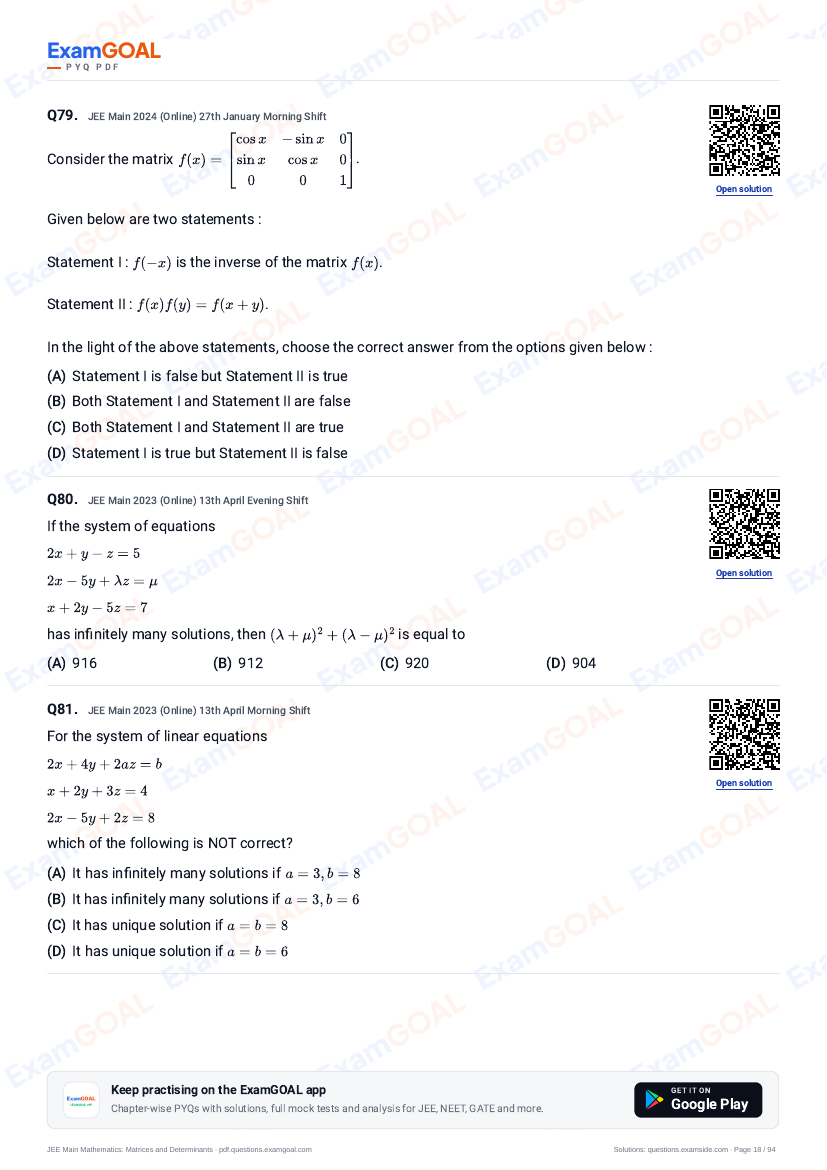 ExamGOAL
PYQ PDF
Q79. JEE Main 2024 (Online) 27th January Morning Shift
Consider the matrix f(x) = [cos x  − sin x  0; sin x  cos x  0; 0  0  1].
Open solution
Given below are two statements :
Statement I : f(−x) is the inverse of the matrix f(x).
Statement II : f(x)f(y) = f(x + y).
In the light of the above statements, choose the correct answer from the options given below :
(A) Statement I is false but Statement II is true
(B) Both Statement I and Statement II are false
(C) Both Statement I and Statement II are true
(D) Statement I is true but Statement II is false
Q80. JEE Main 2023 (Online) 13th April Evening Shift
If the system of equations
2x + y − z = 5
2x − 5y + λz = μ
Open solution
x + 2y − 5z = 7
has infinitely many solutions, then (λ + μ)² + (λ − μ)² is equal to
(A) 916 (B) 912 (C) 920 (D) 904
Q81. JEE Main 2023 (Online) 13th April Morning Shift
For the system of linear equations
2x + 4y + 2az = b
x + 2y + 3z = 4
Open solution
2x − 5y + 2z = 8
which of the following is NOT correct?
(A) It has infinitely many solutions if a = 3, b = 8
(B) It has infinitely many solutions if a = 3, b = 6
(C) It has unique solution if a = b = 8
(D) It has unique solution if a = b = 6
ExamGOAL
Keep practising on the ExamGOAL app
Chapter-wise PYQs with solutions, full mock tests and analysis for JEE, NEET, GATE and more.
GET IT ON
Google Play
JEE Main Mathematics: Matrices and Determinants · pdf.questions.examgoal.com
Solutions: questions.examside.com · Page 18 / 94